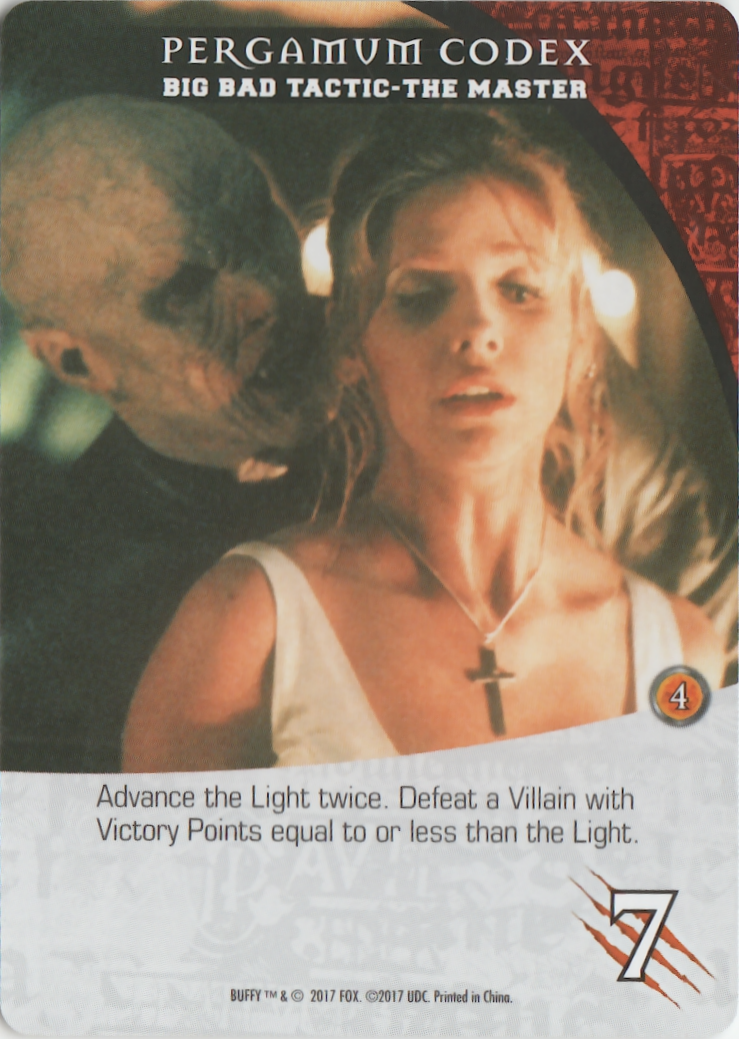 PERGAMUM CODEX
BIG BAD TACTIC-THE MASTER
4
Advance the Light twice. Defeat a Villain with
Victory Points equal to or less than the Light.
7
BUFFY ™ & © 2017 FOX. ©2017 UDC. Printed in China.